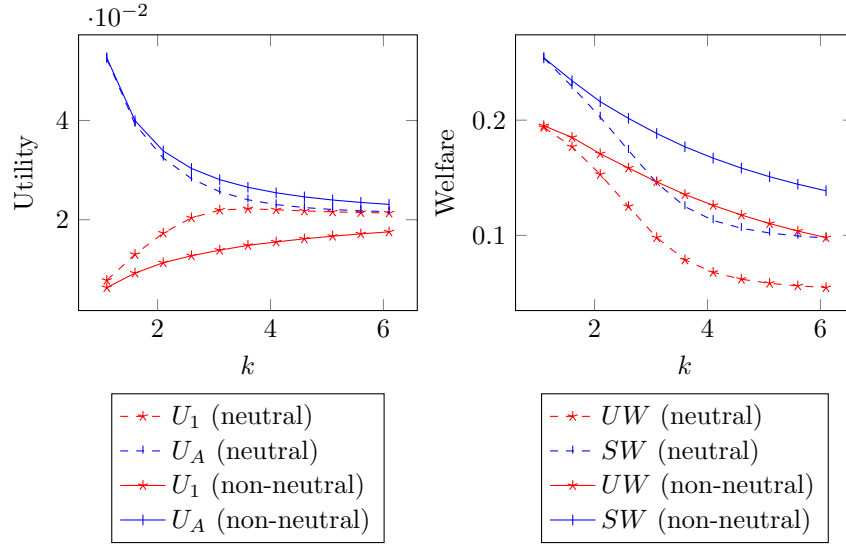 ·10⁻²
4
2
Utility
2
4
6
k
U₁ (neutral)
U_A (neutral)
U₁ (non-neutral)
U_A (non-neutral)
0.2
0.1
Welfare
2
4
6
k
UW (neutral)
SW (neutral)
UW (non-neutral)
SW (non-neutral)